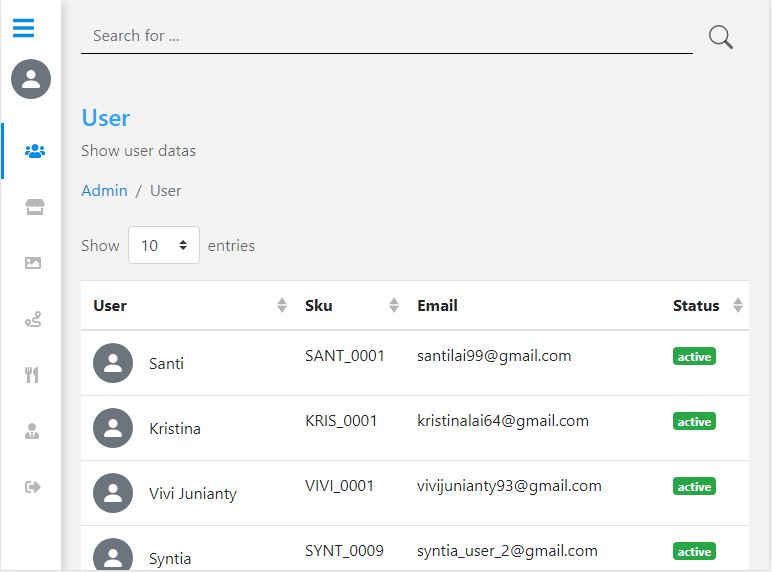 Search for ...
User
Show user datas
Admin / User
Show 10 entries
User Sku Email Status
Santi SANT_0001 santilai99@gmail.com active
Kristina KRIS_0001 kristinalai64@gmail.com active
Vivi Junianty VIVI_0001 vivijunianty93@gmail.com active
Syntia SYNT_0009 syntia_user_2@gmail.com active